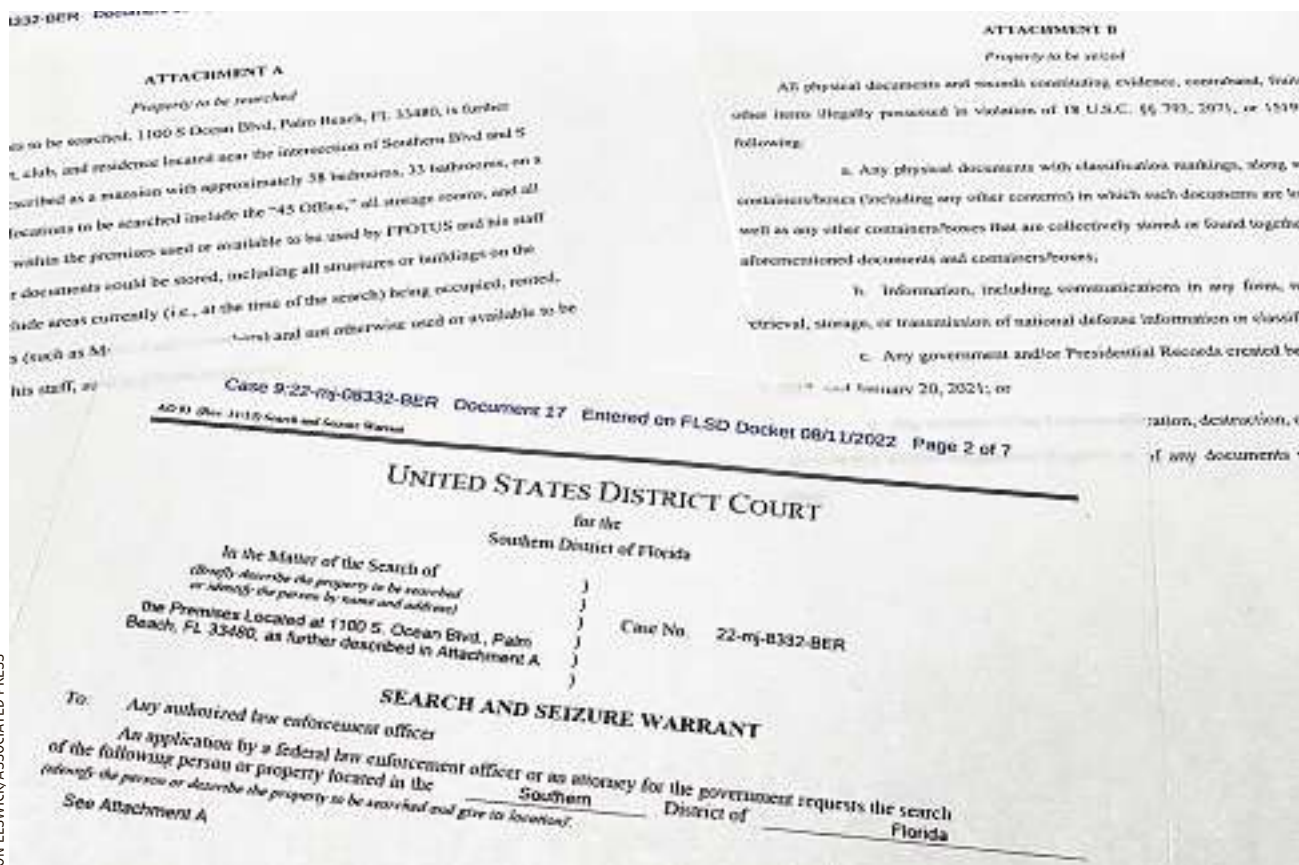 8332-BER
ATTACHMENT A
Property to be searched
to be searched, 1100 S Ocean Blvd, Palm Beach, FL 33480, is further
club, and residence located near the intersection of Southern Blvd and S
described as a mansion with approximately 58 bedrooms, 33 bathrooms, on a
locations to be searched include the "45 Office," all storage rooms, and all
within the premises used or available to be used by FPOTUS and his staff
documents could be stored, including all structures or buildings on the
include areas currently (i.e., at the time of the search) being occupied, rented,
s (such as M and not otherwise used or available to be
his staff,
ATTACHMENT B
Property to be seized
All physical documents and records constituting evidence, contraband,
other items illegally possessed in violation of 18 U.S.C. §§ 793, 2071, or 1519
following:
a. Any physical documents with classification markings, along
containers/boxes (including any other contents) in which such documents are
well as any other containers/boxes that are collectively stored or found
aforementioned documents and containers/boxes;
b. Information, including communications in any form,
retrieval, storage, or transmission of national defense information or
c. Any government and/or Presidential Records created
and January 20, 2021; or
destruction,
of any documents
Case 9:22-mj-08332-BER Document 17 Entered on FLSD Docket 08/11/2022 Page 2 of 7
AO 93 (Rev. 11/13) Search and Seizure Warrant
UNITED STATES DISTRICT COURT
for the
Southern District of Florida
In the Matter of the Search of
(Briefly describe the property to be searched
or identify the person by name and address)
the Premises Located at 1100 S. Ocean Blvd., Palm
Beach, FL 33480, as further described in Attachment A
)
)
)
)
)
)
Case No. 22-mj-8332-BER
SEARCH AND SEIZURE WARRANT
To: Any authorized law enforcement officer
An application by a federal law enforcement officer or an attorney for the government requests the search
of the following person or property located in the Southern District of Florida
(identify the person or describe the property to be searched and give its location):
See Attachment A
ELSWICK/ASSOCIATED PRESS